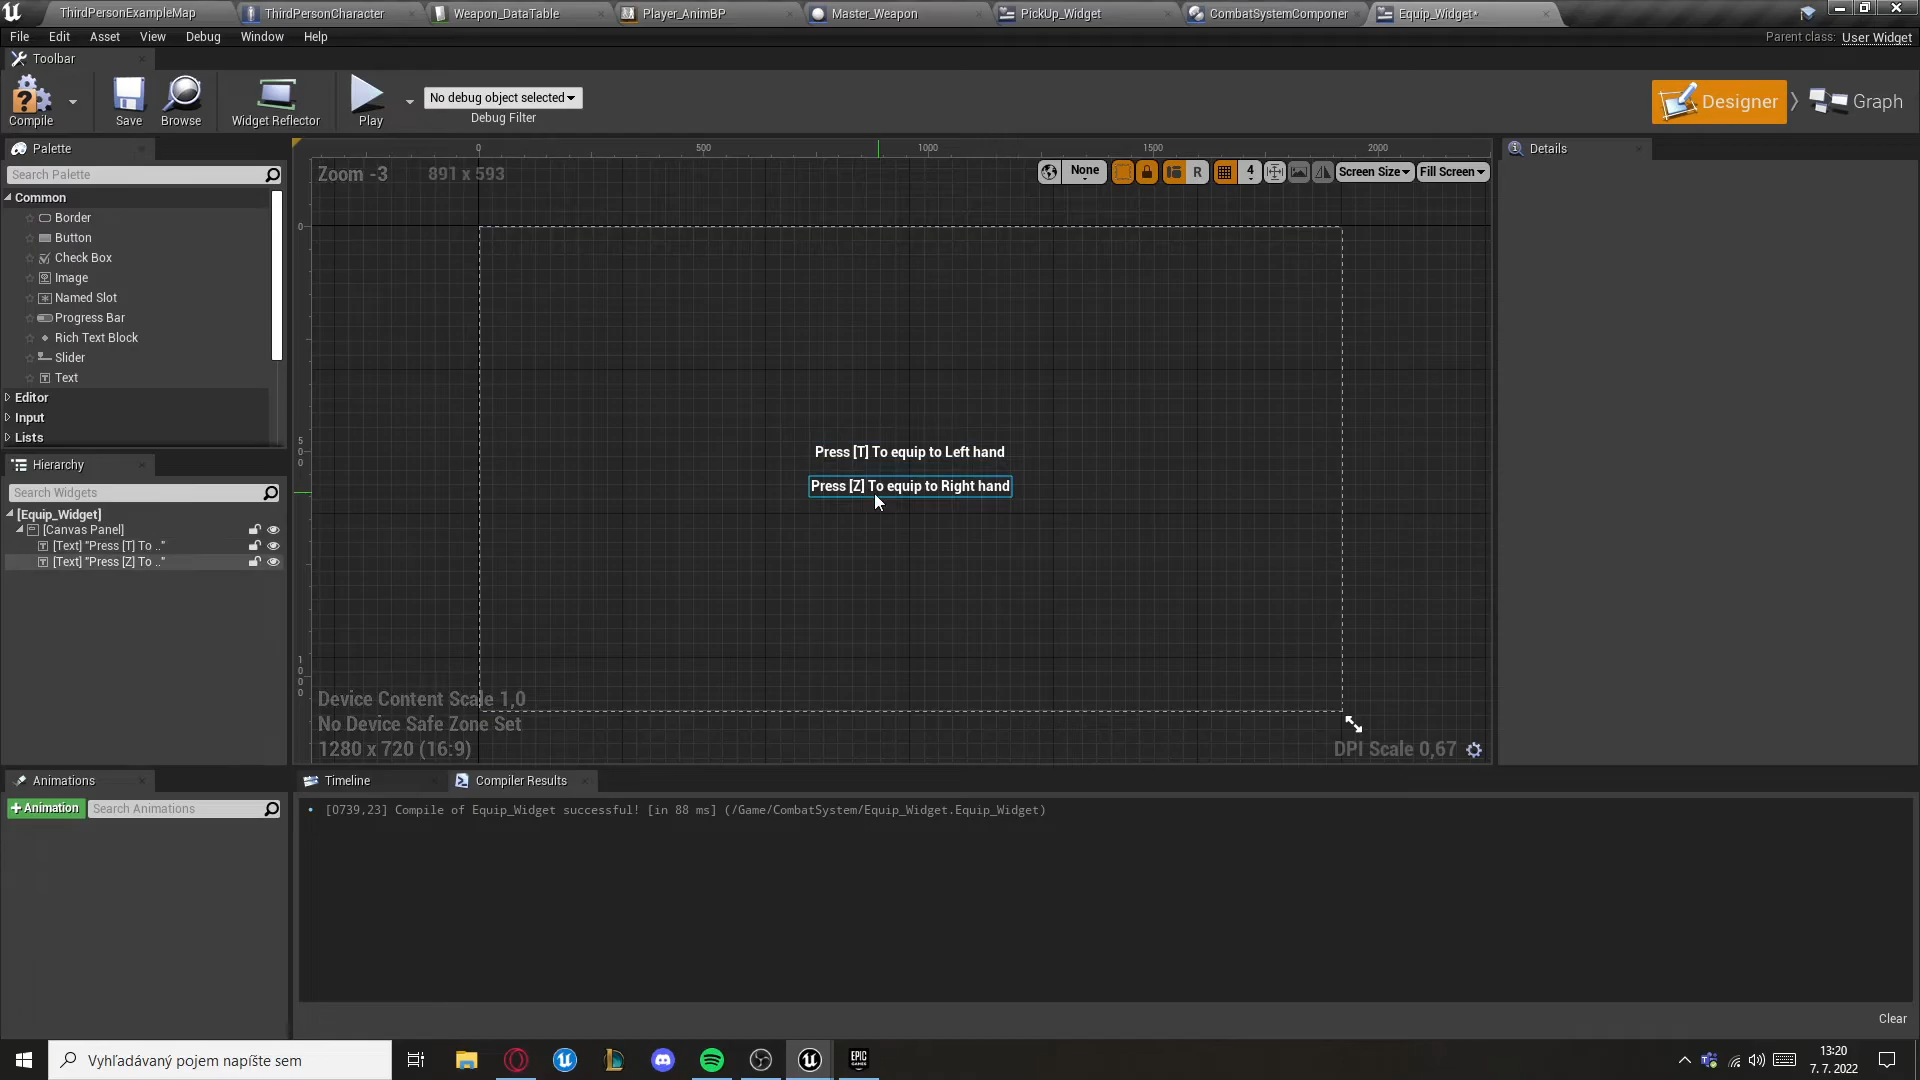 ThirdPersonExampleMap
ThirdPersonCharacter
Weapon_DataTable
Player_AnimBP
Master_Weapon
PickUp_Widget
CombatSystemComponer
Equip_Widget*
File
Edit
Asset
View
Debug
Window
Help
Parent class:
User Widget
Toolbar
Compile
Save
Browse
Widget Reflector
Play
No debug object selected
Debug Filter
Designer
Graph
Palette
Search Palette
Common
Border
Button
Check Box
Image
Named Slot
Progress Bar
Rich Text Block
Slider
Text
Editor
Input
Lists
Hierarchy
Search Widgets
[Equip_Widget]
[Canvas Panel]
[Text] "Press [T] To .."
[Text] "Press [Z] To .."
Animations
+Animation
Search Animations
0
500
1000
1500
2000
Zoom -3
891 x 593
None
R
4
Screen Size
Fill Screen
0
500
1000
Press [T] To equip to Left hand
Press [Z] To equip to Right hand
Device Content Scale 1,0
No Device Safe Zone Set
1280 x 720 (16:9)
DPI Scale 0,67
Details
Timeline
Compiler Results
[0739,23] Compile of Equip_Widget successful! [in 88 ms] (/Game/CombatSystem/Equip_Widget.Equip_Widget)
Clear
Vyhľadávaný pojem napíšte sem
EPIC
GAMES
13:20
7. 7. 2022